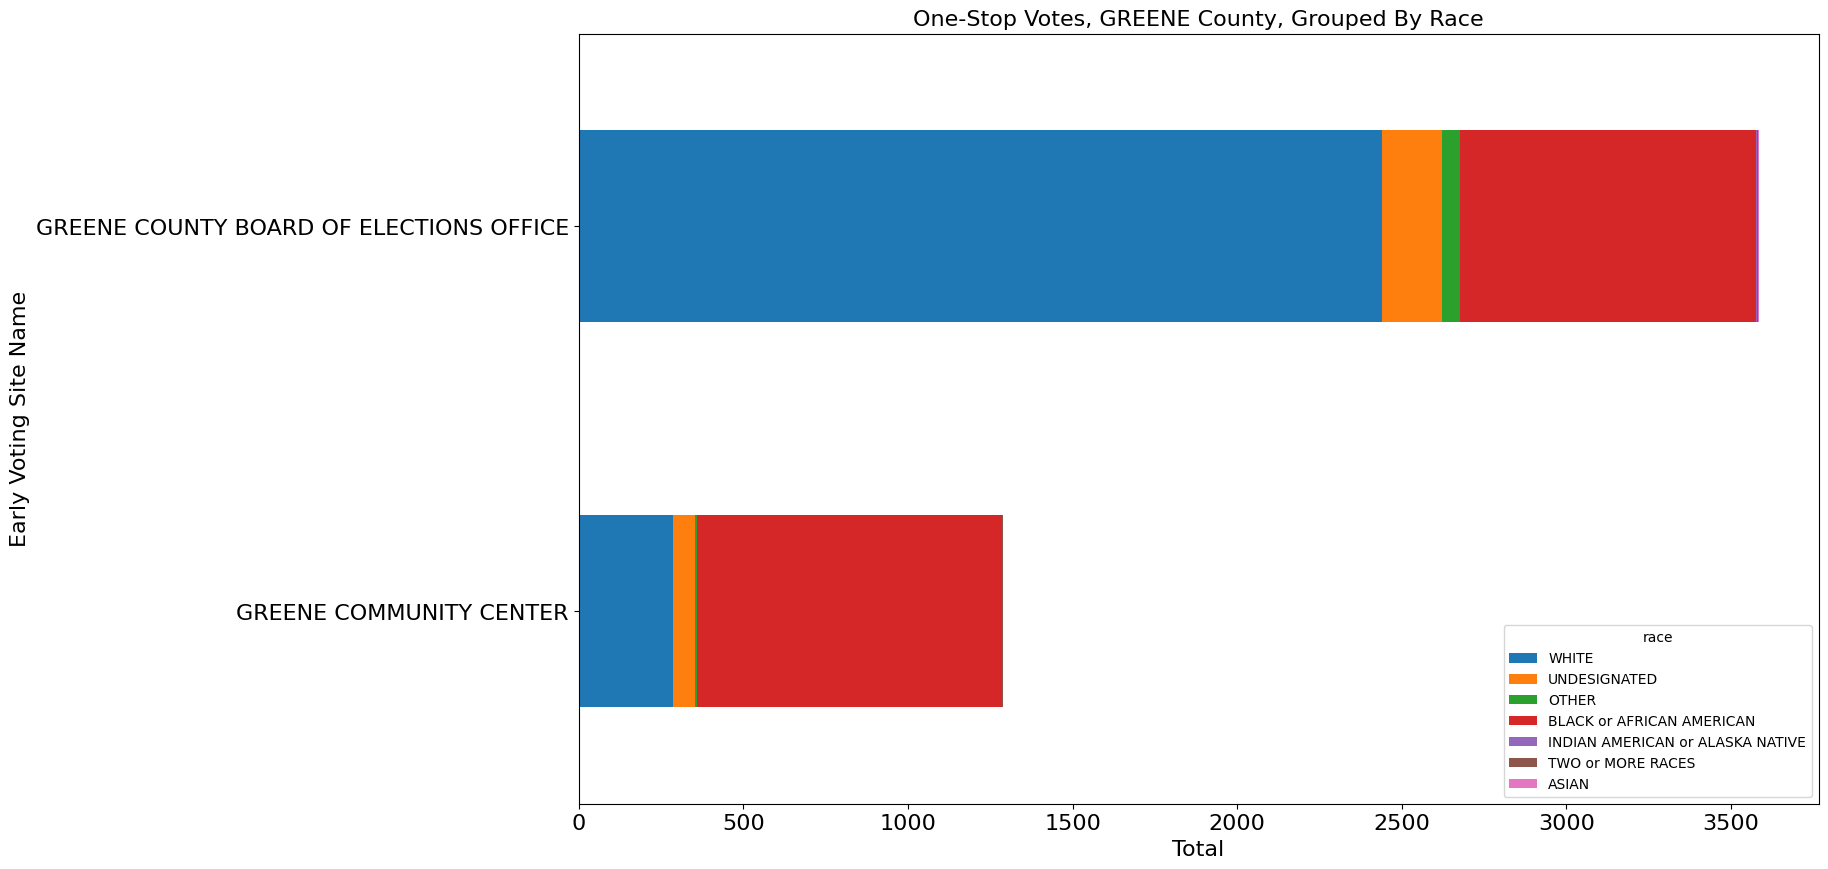 One-Stop Votes, GREENE County, Grouped By Race
Early Voting Site Name
GREENE COUNTY BOARD OF ELECTIONS OFFICE
GREENE COMMUNITY CENTER
race
WHITE
UNDESIGNATED
OTHER
BLACK or AFRICAN AMERICAN
INDIAN AMERICAN or ALASKA NATIVE
TWO or MORE RACES
ASIAN
0 500 1000 1500 2000 2500 3000 3500
Total